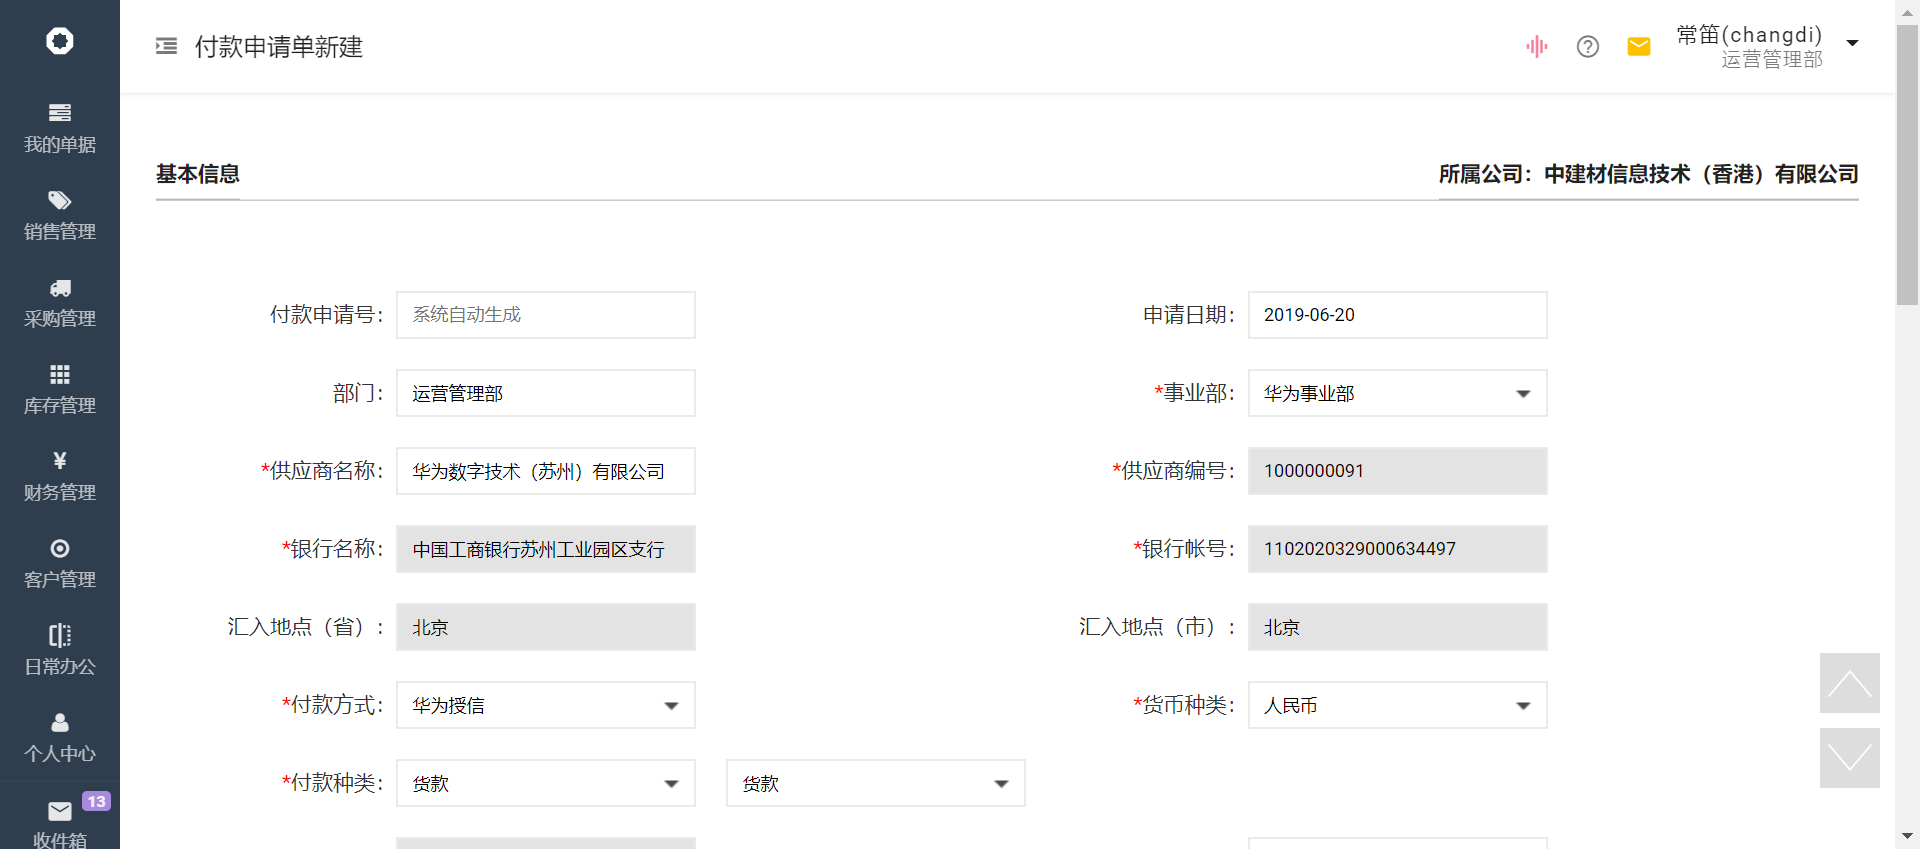 付款申请单新建
常笛(changdi)
运营管理部
我的单据
销售管理
采购管理
库存管理
财务管理
客户管理
日常办公
个人中心
13
收件箱
基本信息
所属公司：中建材信息技术（香港）有限公司
付款申请号： 系统自动生成
申请日期： 2019-06-20
部门： 运营管理部
*事业部： 华为事业部
*供应商名称： 华为数字技术（苏州）有限公司
*供应商编号： 1000000091
*银行名称： 中国工商银行苏州工业园区支行
*银行帐号： 1102020329000634497
汇入地点（省）： 北京
汇入地点（市）： 北京
*付款方式： 华为授信
*货币种类： 人民币
*付款种类： 货款 货款